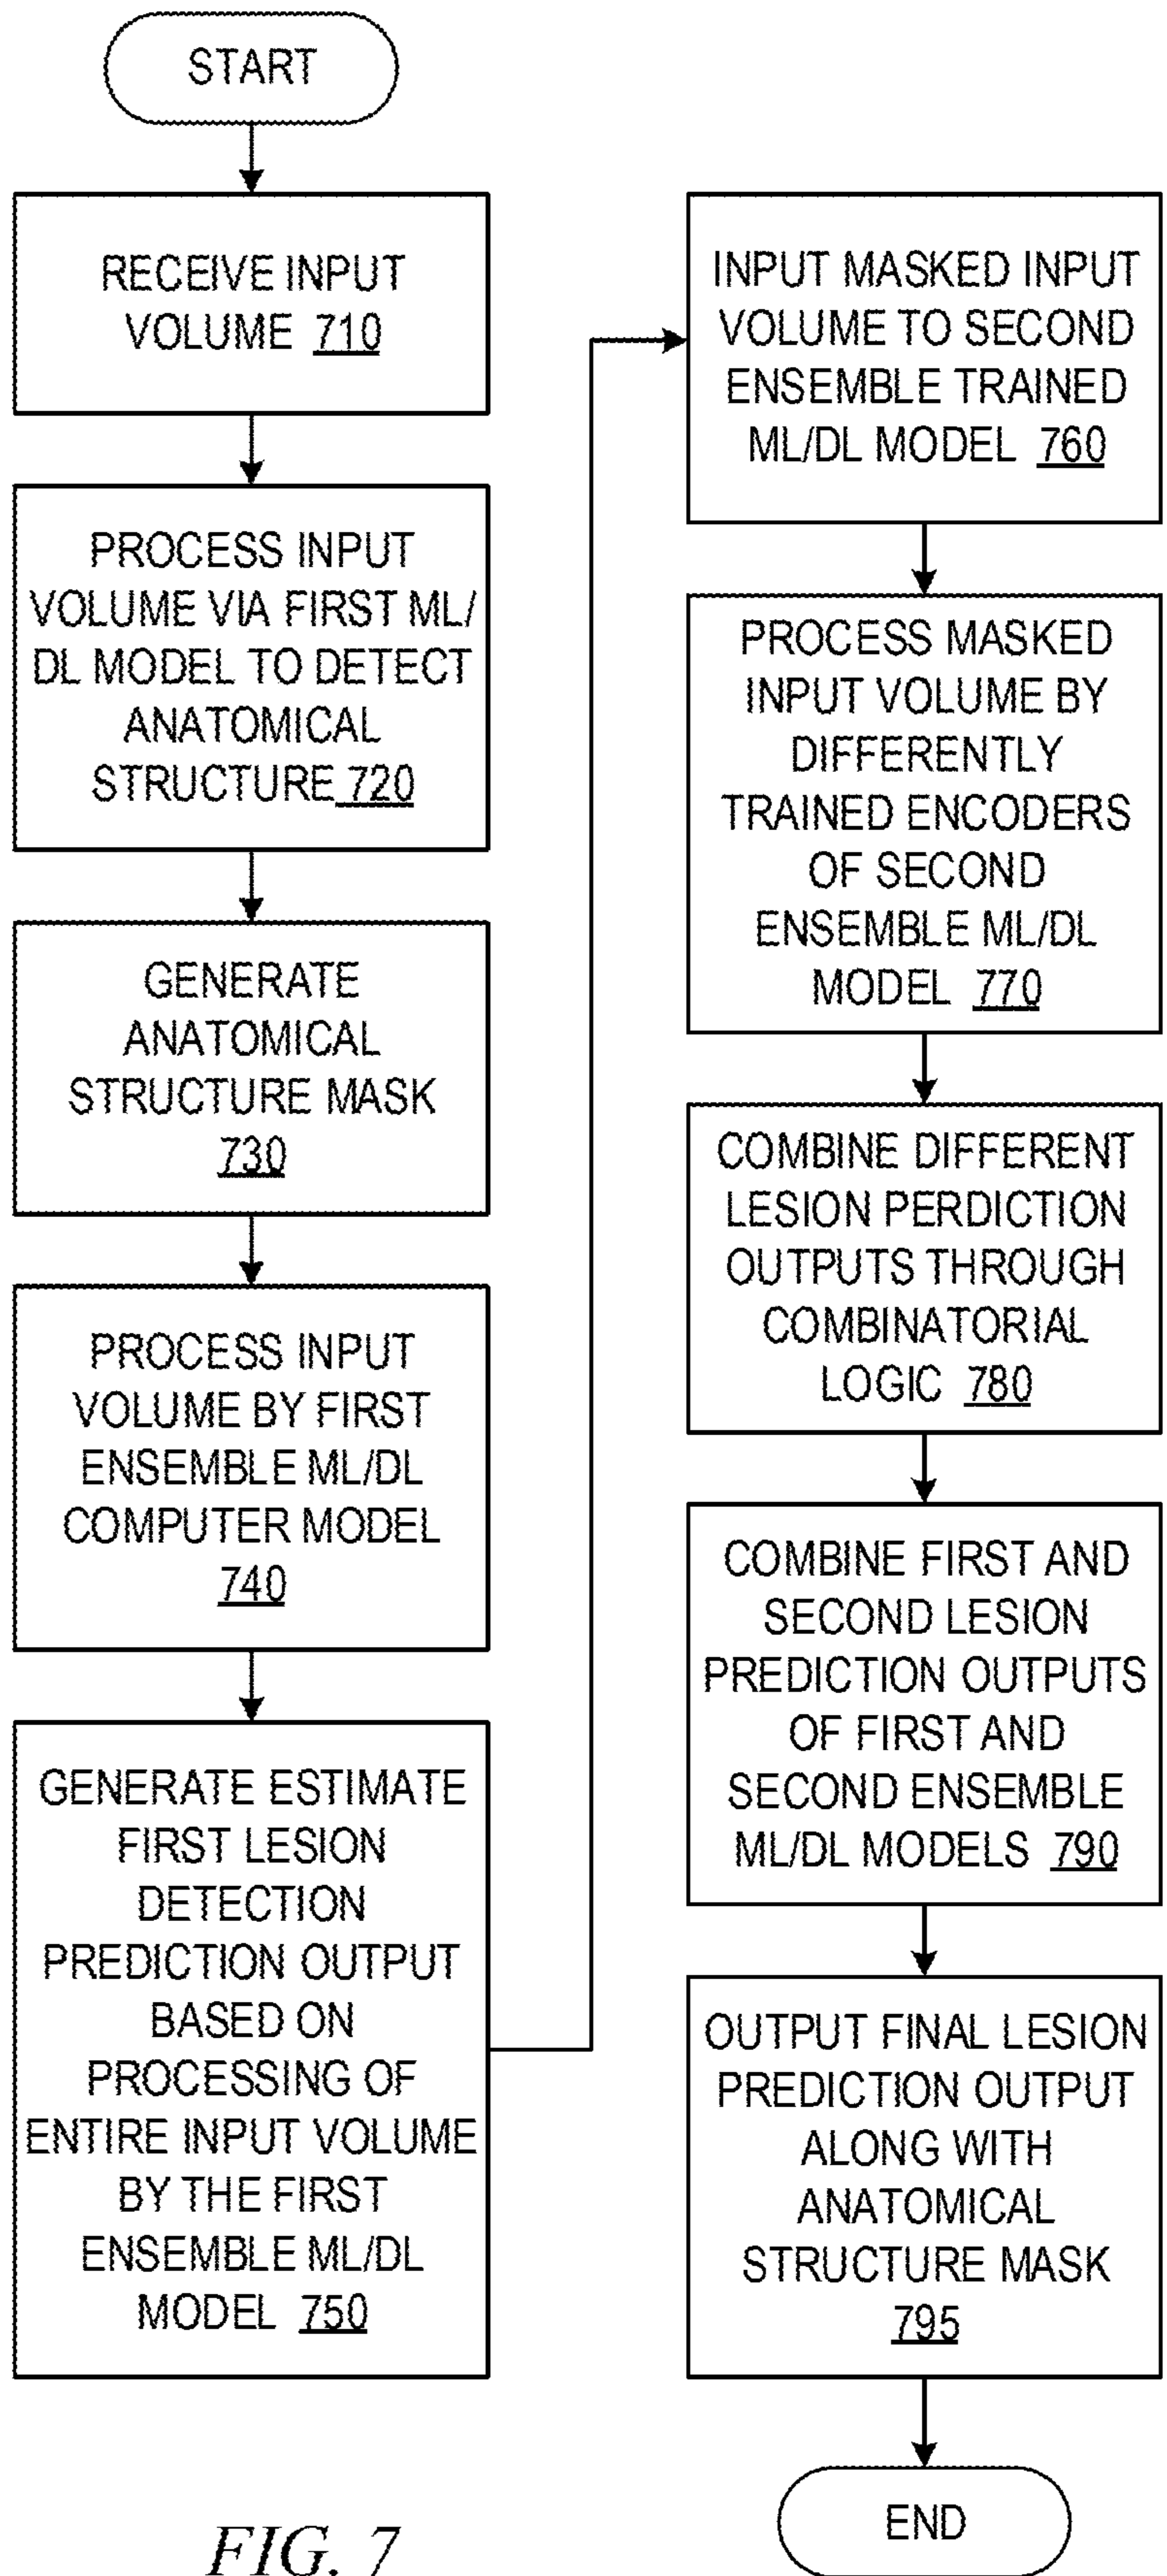 START
RECEIVE INPUT
VOLUME 710
PROCESS INPUT
VOLUME VIA FIRST ML/
DL MODEL TO DETECT
ANATOMICAL
STRUCTURE 720
GENERATE
ANATOMICAL
STRUCTURE MASK
730
PROCESS INPUT
VOLUME BY FIRST
ENSEMBLE ML/DL
COMPUTER MODEL
740
GENERATE ESTIMATE
FIRST LESION
DETECTION
PREDICTION OUTPUT
BASED ON
PROCESSING OF
ENTIRE INPUT VOLUME
BY THE FIRST
ENSEMBLE ML/DL
MODEL 750
INPUT MASKED INPUT
VOLUME TO SECOND
ENSEMBLE TRAINED
ML/DL MODEL 760
PROCESS MASKED
INPUT VOLUME BY
DIFFERENTLY
TRAINED ENCODERS
OF SECOND
ENSEMBLE ML/DL
MODEL 770
COMBINE DIFFERENT
LESION PERDICTION
OUTPUTS THROUGH
COMBINATORIAL
LOGIC 780
COMBINE FIRST AND
SECOND LESION
PREDICTION OUTPUTS
OF FIRST AND
SECOND ENSEMBLE
ML/DL MODELS 790
OUTPUT FINAL LESION
PREDICTION OUTPUT
ALONG WITH
ANATOMICAL
STRUCTURE MASK
795
END
FIG. 7